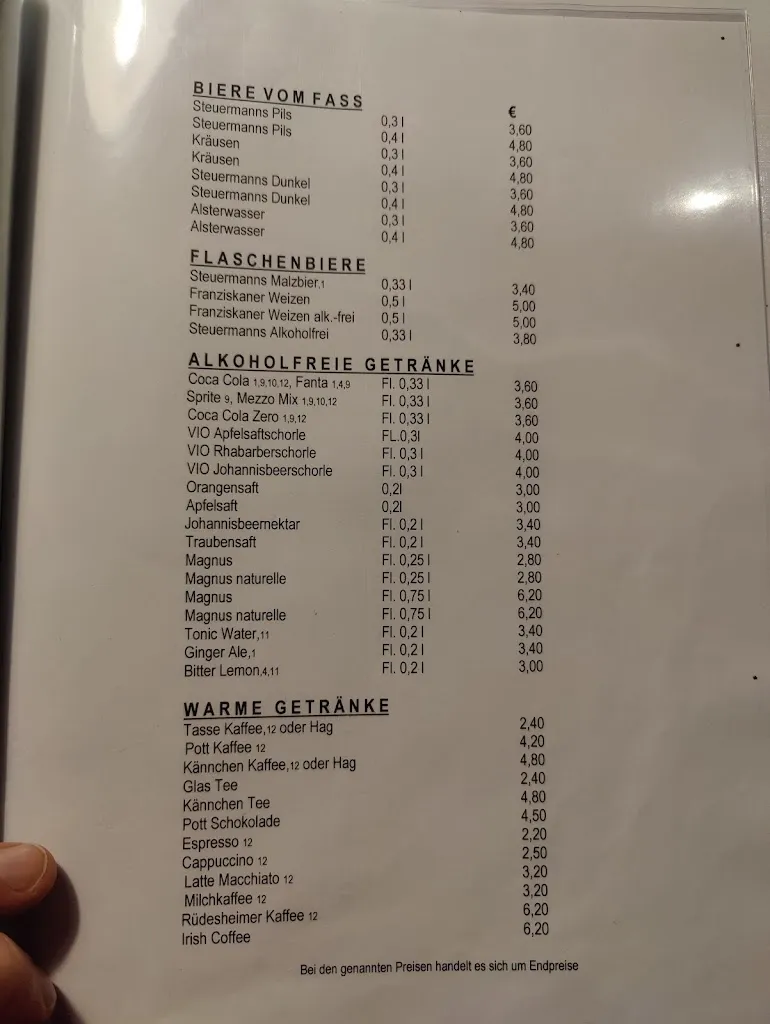 BIERE VOM FASS €
Steuermanns Pils 0,3 l 3,60
Steuermanns Pils 0,4 l 4,80
Kräusen 0,3 l 3,60
Kräusen 0,4 l 4,80
Steuermanns Dunkel 0,3 l 3,60
Steuermanns Dunkel 0,4 l 4,80
Alsterwasser 0,3 l 3,60
Alsterwasser 0,4 l 4,80
FLASCHENBIERE
Steuermanns Malzbier,1 0,33 l 3,40
Franziskaner Weizen 0,5 l 5,00
Franziskaner Weizen alk.-frei 0,5 l 5,00
Steuermanns Alkoholfrei 0,33 l 3,80
ALKOHOLFREIE GETRÄNKE
Coca Cola 1,9,10,12, Fanta 1,4,9 Fl. 0,33 l 3,60
Sprite 9, Mezzo Mix 1,9,10,12 Fl. 0,33 l 3,60
Coca Cola Zero 1,9,12 Fl. 0,33 l 3,60
VIO Apfelsaftschorle FL.0,3l 4,00
VIO Rhabarberschorle Fl. 0,3 l 4,00
VIO Johannisbeerschorle Fl. 0,3 l 4,00
Orangensaft 0,2l 3,00
Apfelsaft 0,2l 3,00
Johannisbeernektar Fl. 0,2 l 3,40
Traubensaft Fl. 0,2 l 3,40
Magnus Fl. 0,25 l 2,80
Magnus naturelle Fl. 0,25 l 2,80
Magnus Fl. 0,75 l 6,20
Magnus naturelle Fl. 0,75 l 6,20
Tonic Water,11 Fl. 0,2 l 3,40
Ginger Ale,1 Fl. 0,2 l 3,40
Bitter Lemon,4,11 Fl. 0,2 l 3,00
WARME GETRÄNKE
Tasse Kaffee,12 oder Hag 2,40
Pott Kaffee 12 4,20
Kännchen Kaffee,12 oder Hag 4,80
Glas Tee 2,40
Kännchen Tee 4,80
Pott Schokolade 4,50
Espresso 12 2,20
Cappuccino 12 2,50
Latte Macchiato 12 3,20
Milchkaffee 12 3,20
Rüdesheimer Kaffee 12 6,20
Irish Coffee 6,20
Bei den genannten Preisen handelt es sich um Endpreise